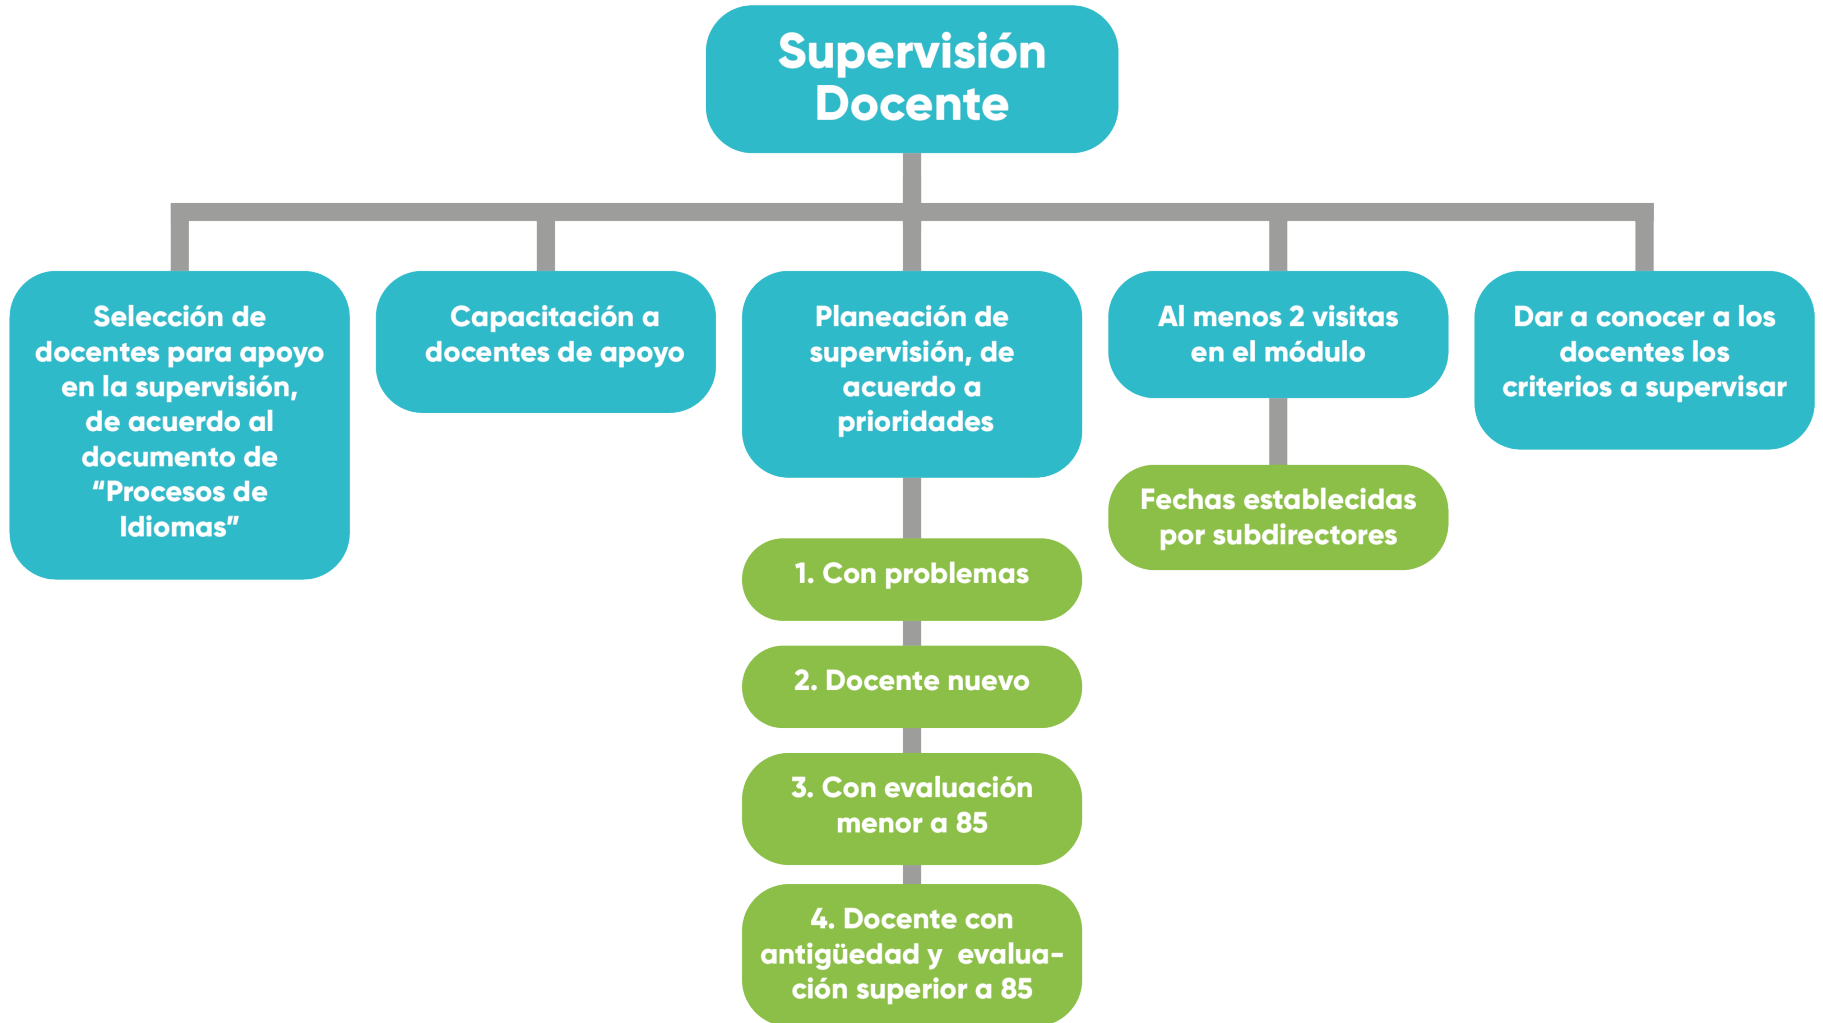 Supervisión
Docente
Selección de
docentes para apoyo
en la supervisión,
de acuerdo al
documento de
“Procesos de
Idiomas”
Capacitación a
docentes de apoyo
Planeación de
supervisión, de
acuerdo a
prioridades
1. Con problemas
2. Docente nuevo
3. Con evaluación
menor a 85
4. Docente con
antigüedad y  evalua-
ción superior a 85
Al menos 2 visitas
en el módulo
Fechas establecidas
por subdirectores
Dar a conocer a los
docentes los
criterios a supervisar